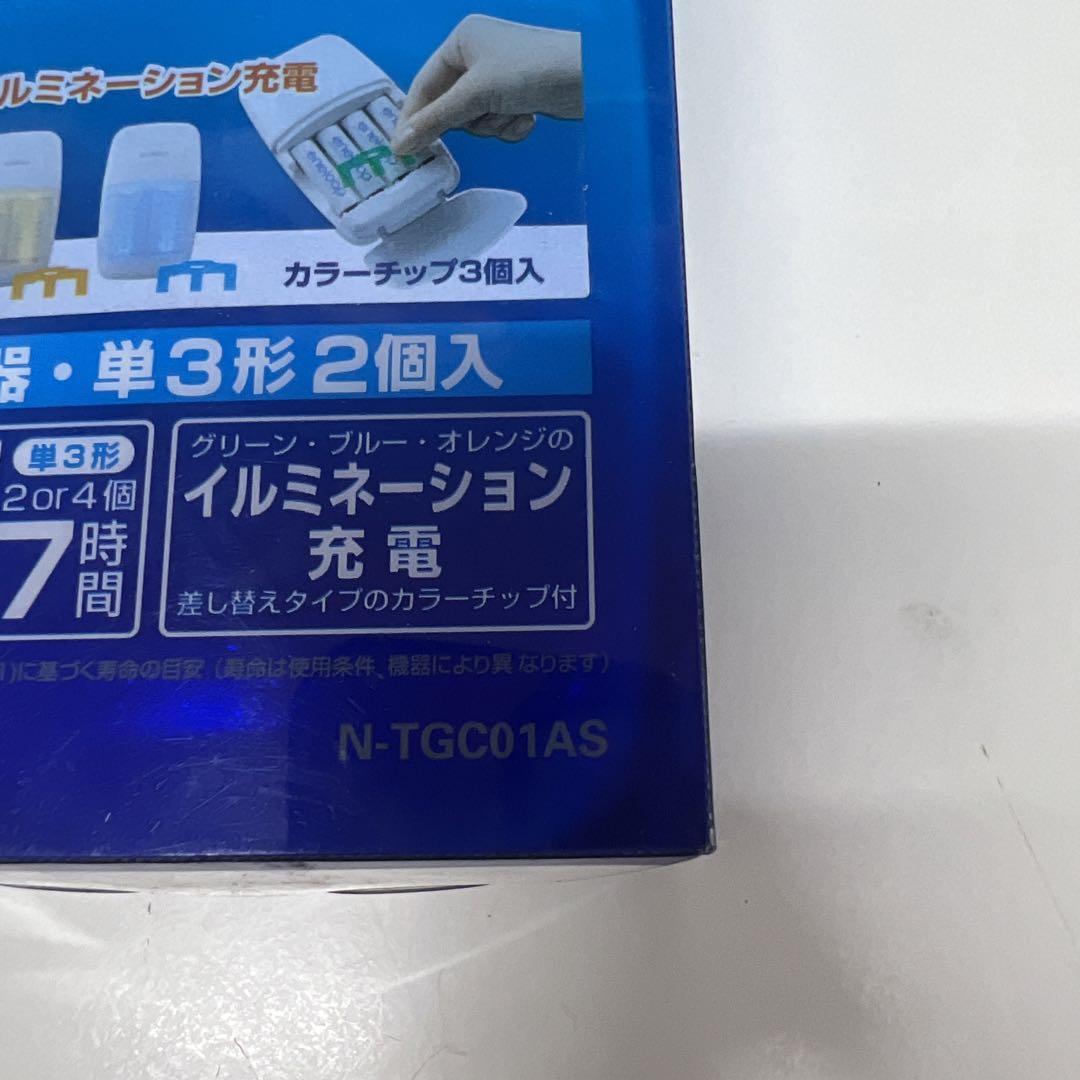 ルミネーション充電
eneloop
eneloop
eneloop
カラーチップ3個入
器・単3形 2個入
単3形
2or4個
7時間
グリーン・ブルー・オレンジの
イルミネーション
充電
差し替えタイプのカラーチップ付
1)に基づく寿命の目安 (寿命は使用条件、機器により異なります)
N-TGC01AS